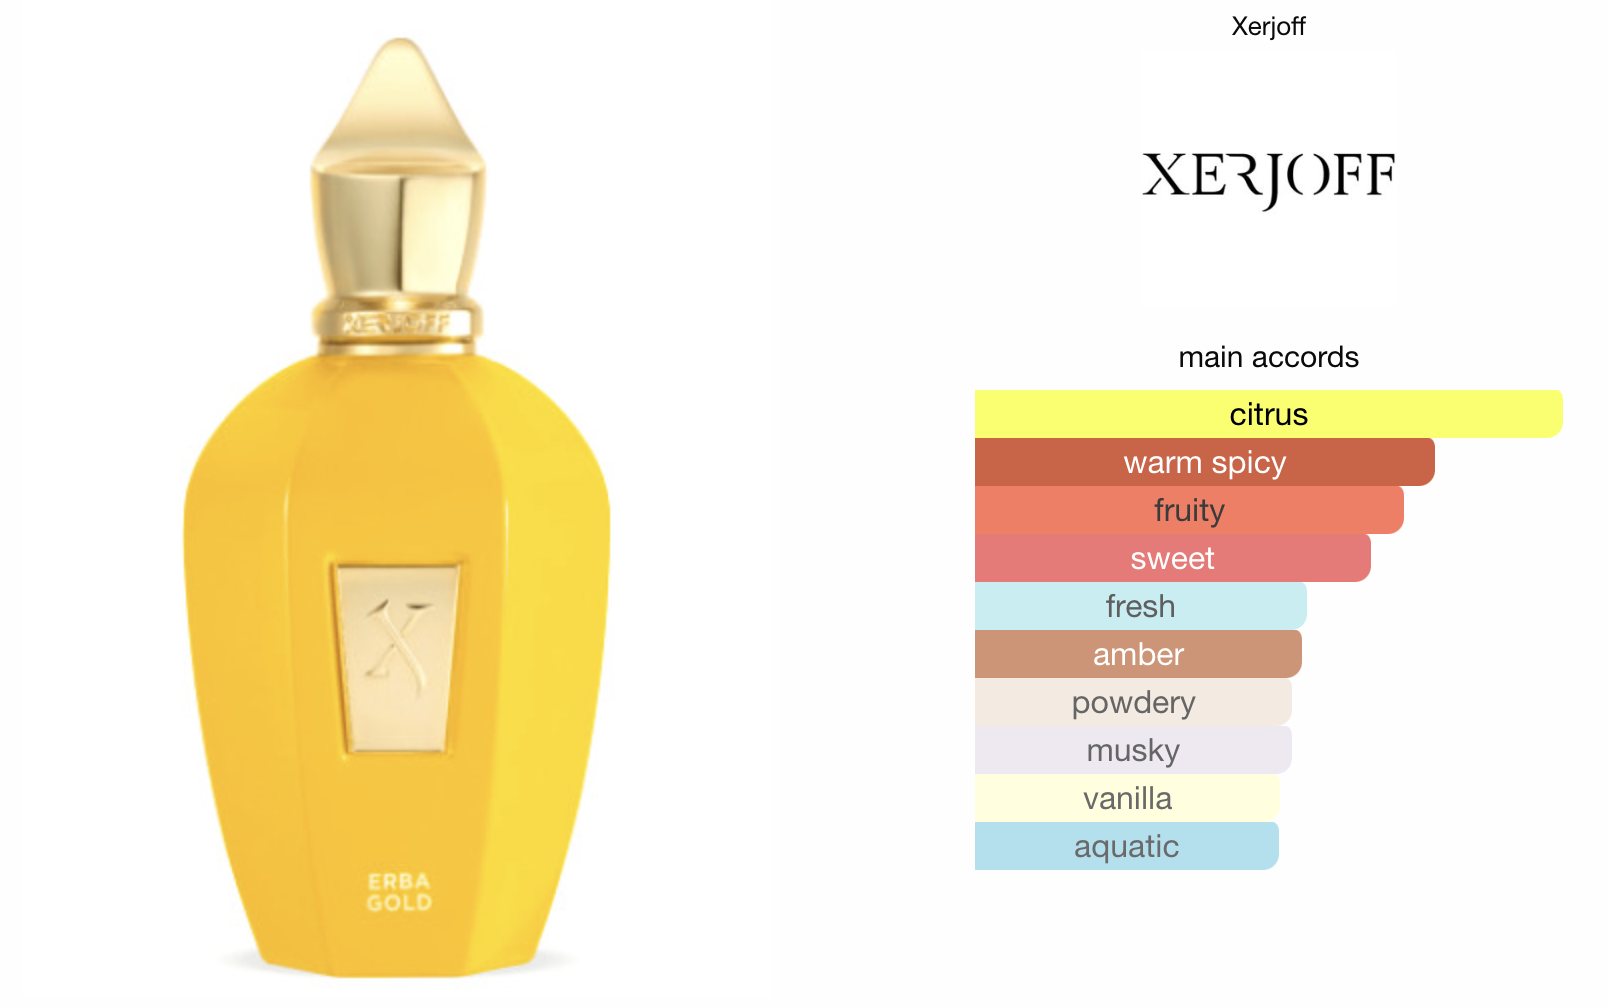 XERJOFF
X
ERBA
GOLD
Xerjoff
XERJOFF
main accords
citrus
warm spicy
fruity
sweet
fresh
amber
powdery
musky
vanilla
aquatic